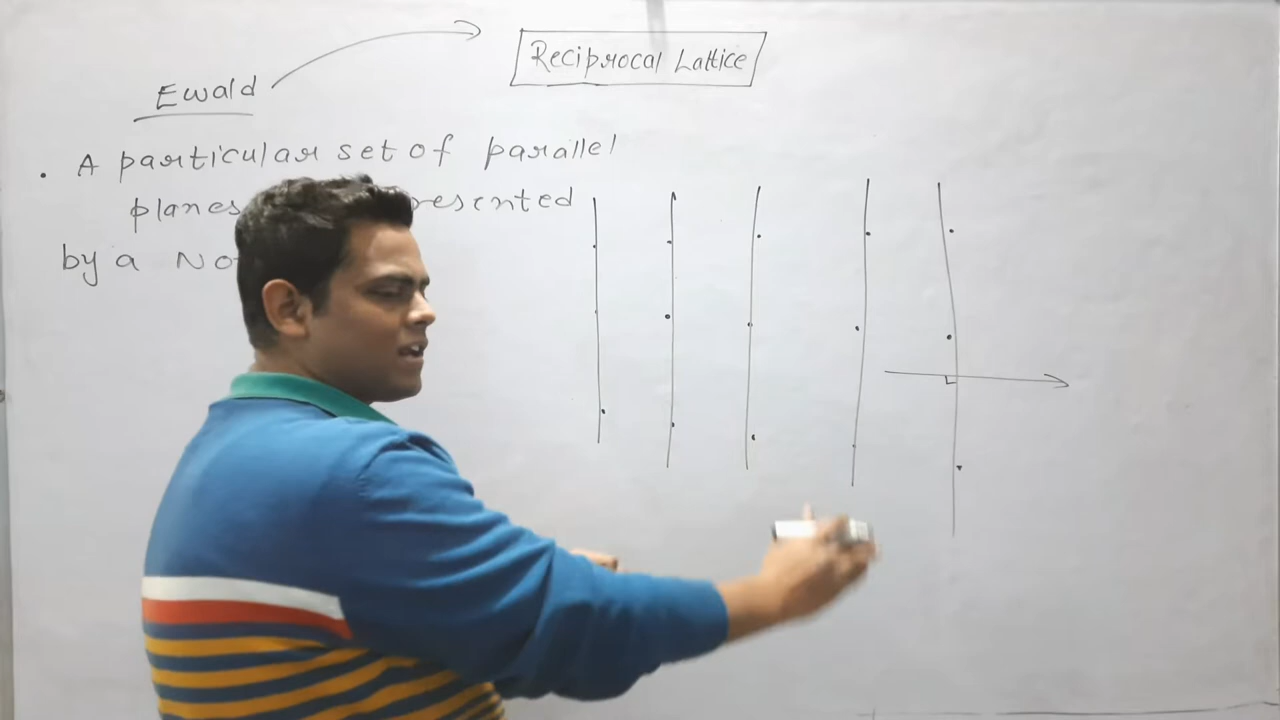 Reciprocal Lattice
Ewald
. A particular set of parallel
planes
by a